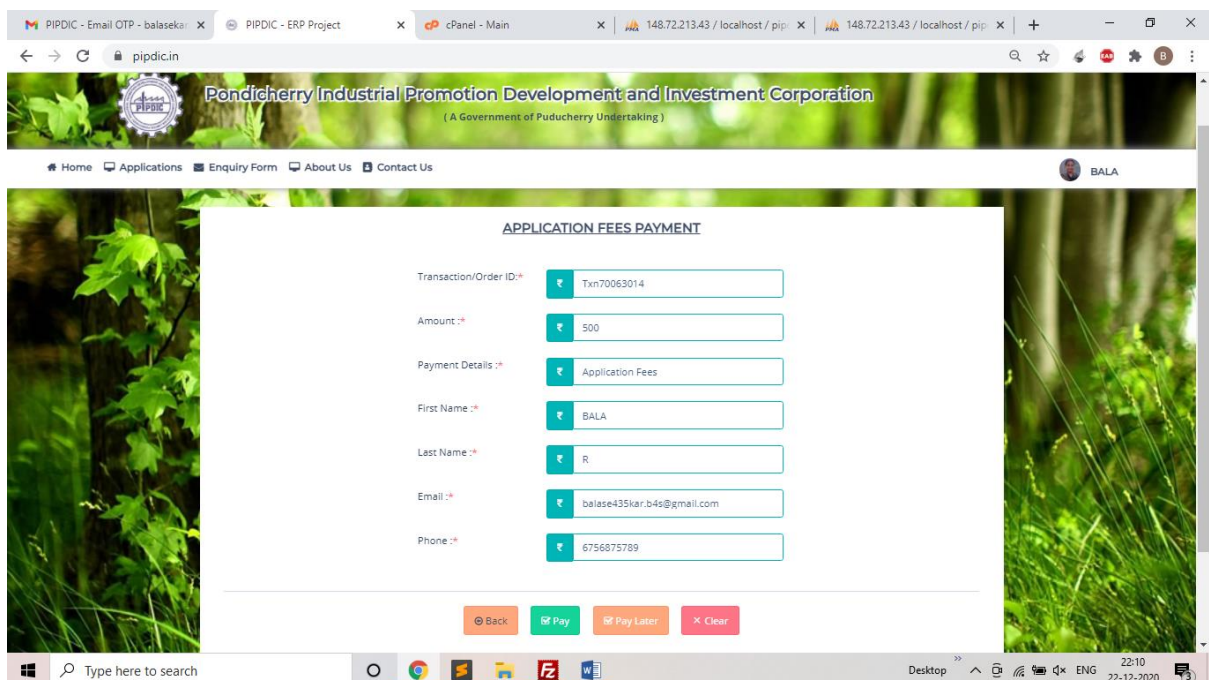 PIPDIC - Email OTP - balasekar
PIPDIC - ERP Project
cPanel - Main
148.72.213.43 / localhost / pip
148.72.213.43 / localhost / pip
pipdic.in
EAB
B
PIPDIC
Pondicherry Industrial Promotion Development and Investment Corporation
( A Government of Puducherry Undertaking )
Home Applications Enquiry Form About Us Contact Us
BALA
APPLICATION FEES PAYMENT
Transaction/Order ID:* ₹ Txn70063014
Amount :* ₹ 500
Payment Details :* ₹ Application Fees
First Name :* ₹ BALA
Last Name :* ₹ R
Email :* ₹ balase435kar.b4s@gmail.com
Phone :* ₹ 6756875789
Back Pay Pay Later Clear
Type here to search
Desktop
ENG
22:10
22-12-2020
3